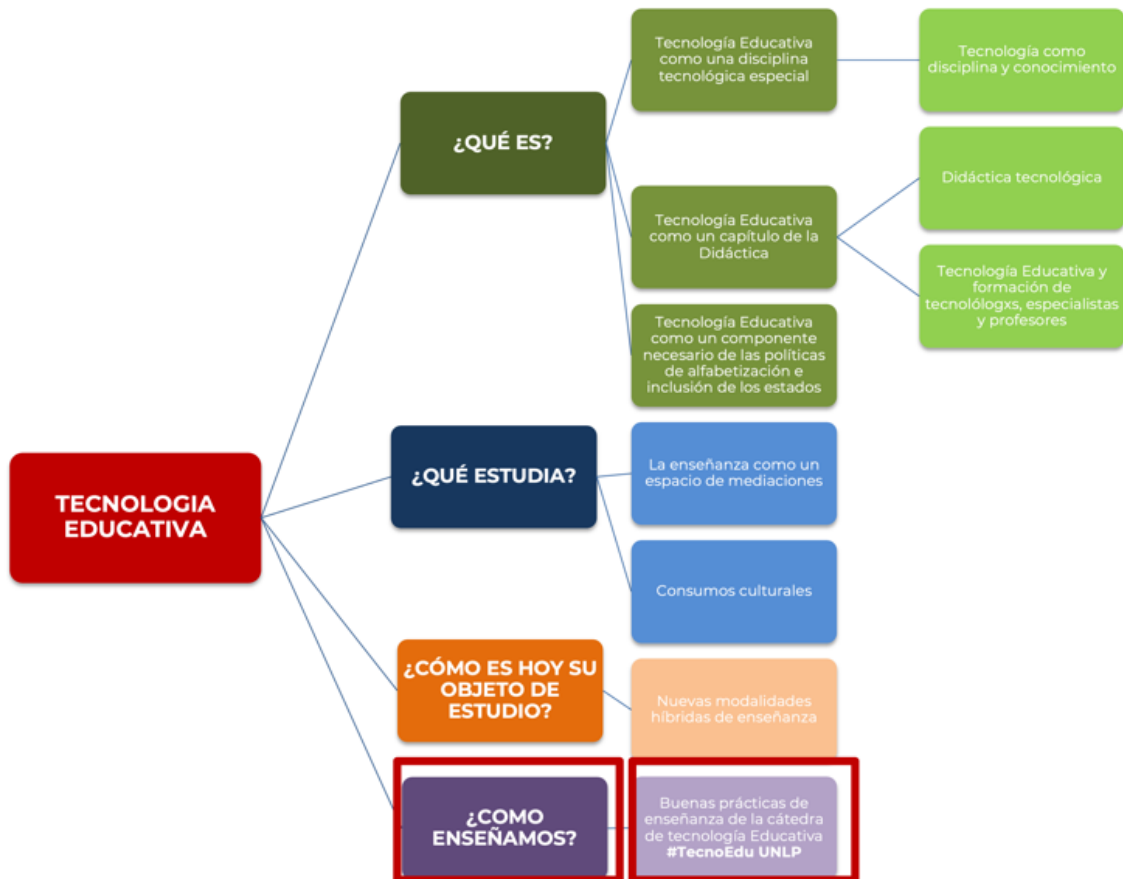 Tecnología Educativa
como una disciplina
tecnológica especial
Tecnología como
disciplina y conocimiento
¿QUÉ ES?
Didáctica tecnológica
Tecnología Educativa
como un capítulo de la
Didáctica
Tecnología Educativa y
formación de
tecnolólogxs, especialistas
y profesores
Tecnología Educativa
como un componente
necesario de las políticas
de alfabetización e
inclusión de los estados
TECNOLOGIA
EDUCATIVA
¿QUÉ ESTUDIA?
La enseñanza como un
espacio de mediaciones
Consumos culturales
¿CÓMO ES HOY SU
OBJETO DE
ESTUDIO?
Nuevas modalidades
híbridas de enseñanza
¿COMO
ENSEÑAMOS?
Buenas prácticas de
enseñanza de la cátedra
de tecnología Educativa
#TecnoEdu UNLP